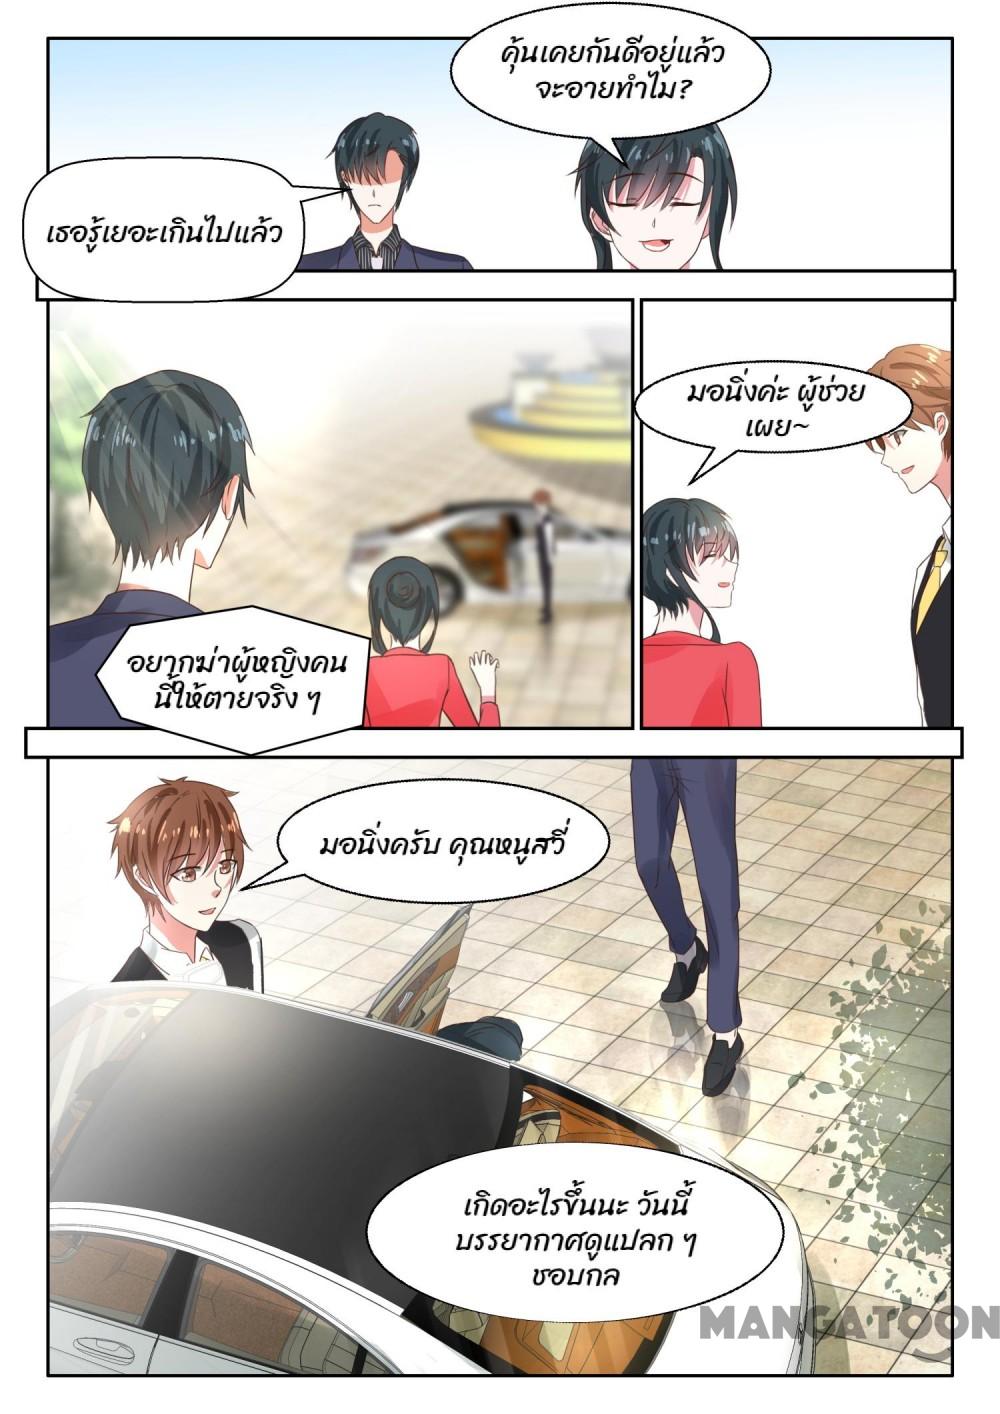 คุ้นเคยกันดีอยู่แล้ว
จะอายทำไม?
เธอรู้เยอะเกินไปแล้ว
มอนิ่งค่ะ ผู้ช่วย
เผย~
อยากฆ่าผู้หญิงคน
นี้ให้ตายจริง ๆ
มอนิ่งครับ คุณหนูสวี่
เกิดอะไรขึ้นนะ วันนี้
บรรยากาศดูแปลก ๆ
ชอบกล
MANGATOON